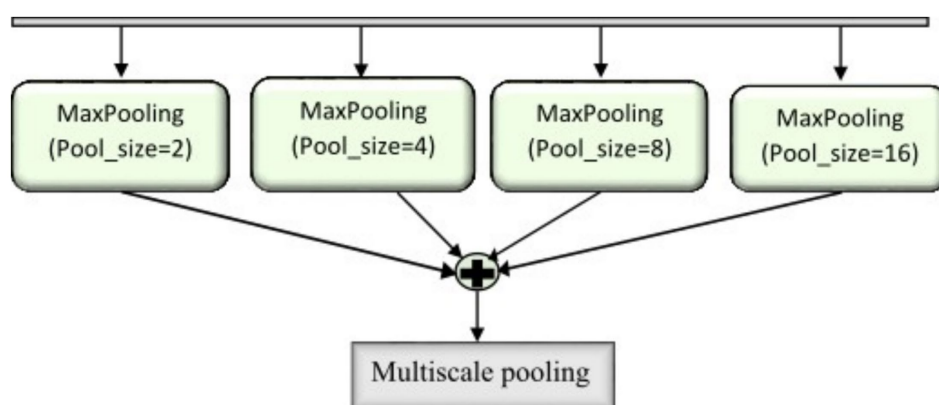 MaxPooling
(Pool_size=2)
MaxPooling
(Pool_size=4)
MaxPooling
(Pool_size=8)
MaxPooling
(Pool_size=16)
Multiscale pooling